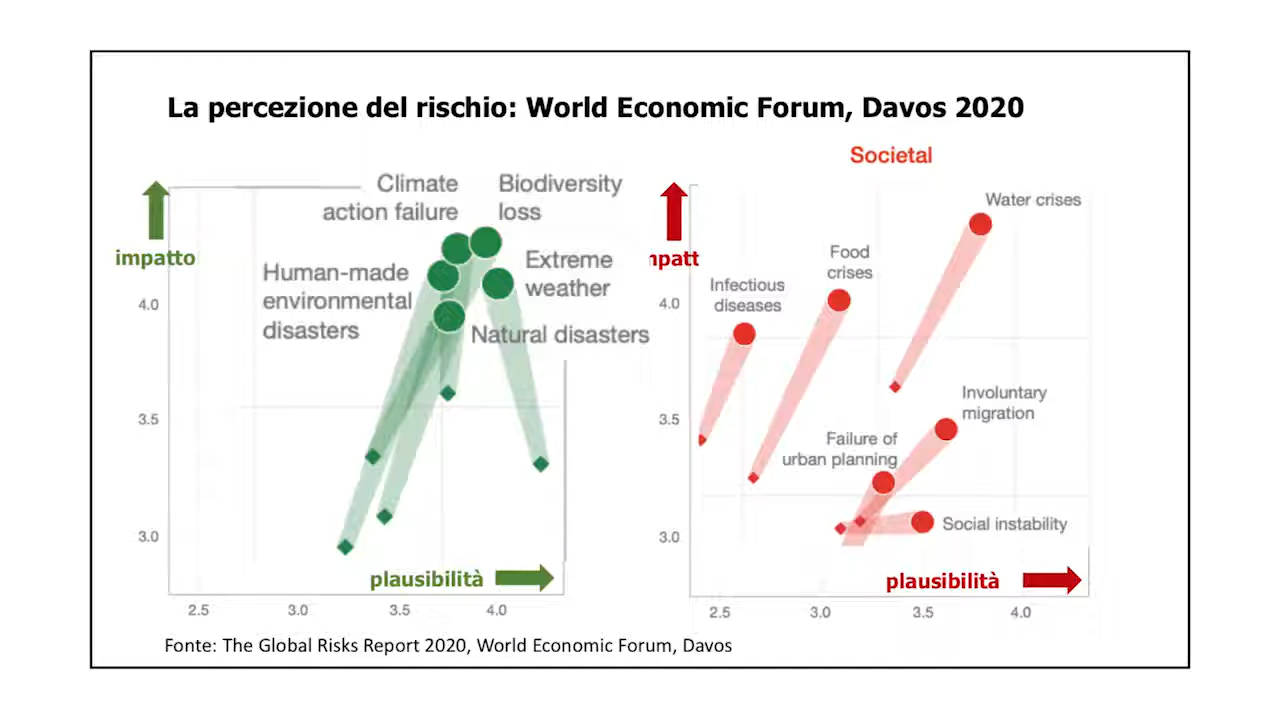 La percezione del rischio: World Economic Forum, Davos 2020
Climate
action failure
Biodiversity
loss
impatto
Human-made
environmental
disasters
Extreme
weather
Natural disasters
4.0
3.5
3.0
plausibilità
2.5
3.0
3.5
4.0
Societal
mpatt
Water crises
Food
crises
Infectious
diseases
Involuntary
migration
Failure of
urban planning
Social instability
4.0
3.5
3.0
plausibilità
2.5
3.0
3.5
4.0
Fonte: The Global Risks Report 2020, World Economic Forum, Davos